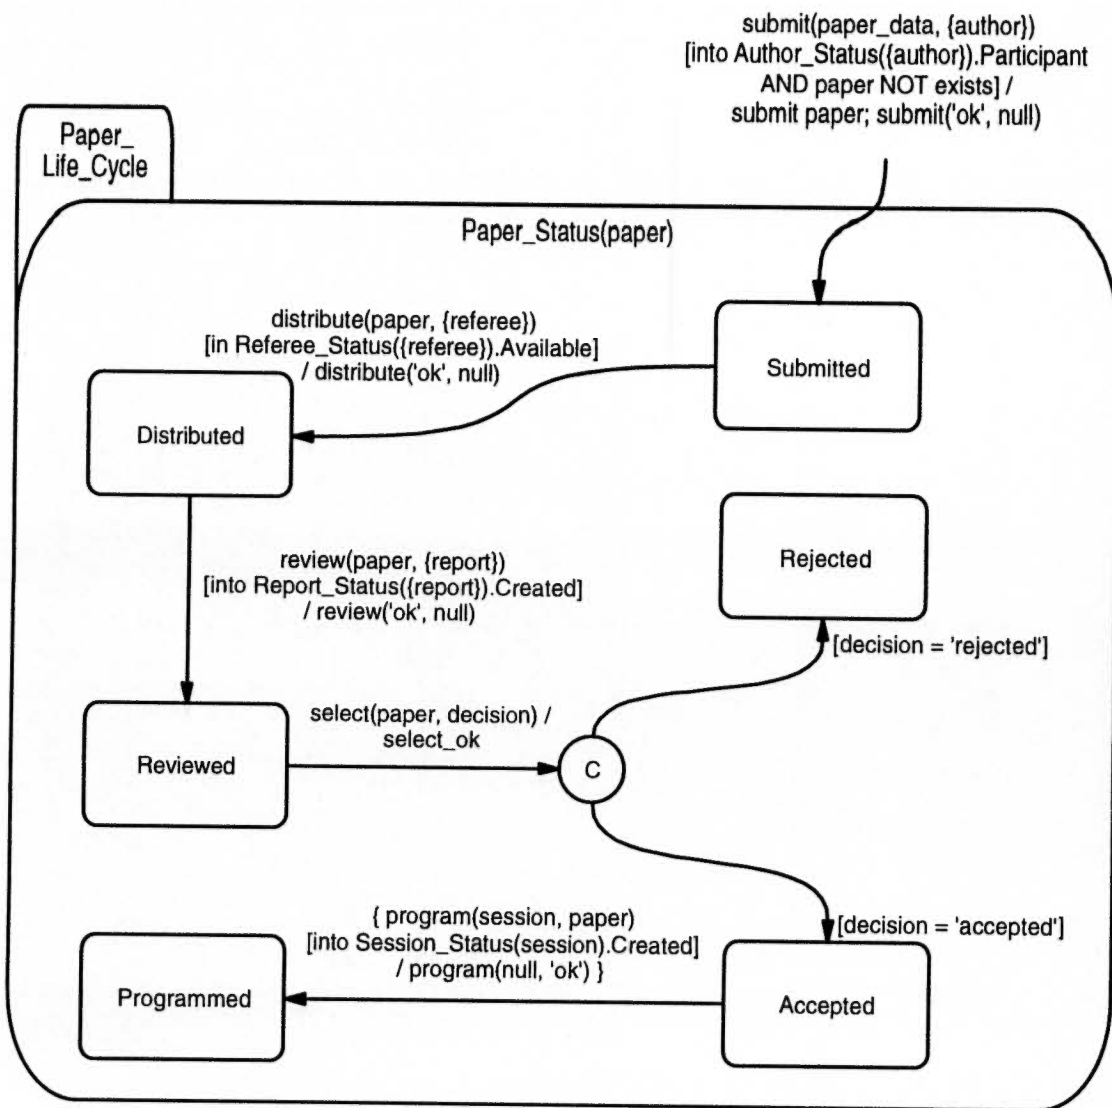 submit(paper_data, {author})
[into Author_Status({author}).Participant
AND paper NOT exists] /
submit paper; submit('ok', null)
Paper_
Life_Cycle
Paper_Status(paper)
distribute(paper, {referee})
[in Referee_Status({referee}).Available]
/ distribute('ok', null)
Submitted
Distributed
review(paper, {report})
[into Report_Status({report}).Created]
/ review('ok', null)
Rejected
[decision = 'rejected']
select(paper, decision) /
select_ok
Reviewed
C
{ program(session, paper)
[into Session_Status(session).Created]
/ program(null, 'ok') }
[decision = 'accepted']
Programmed
Accepted